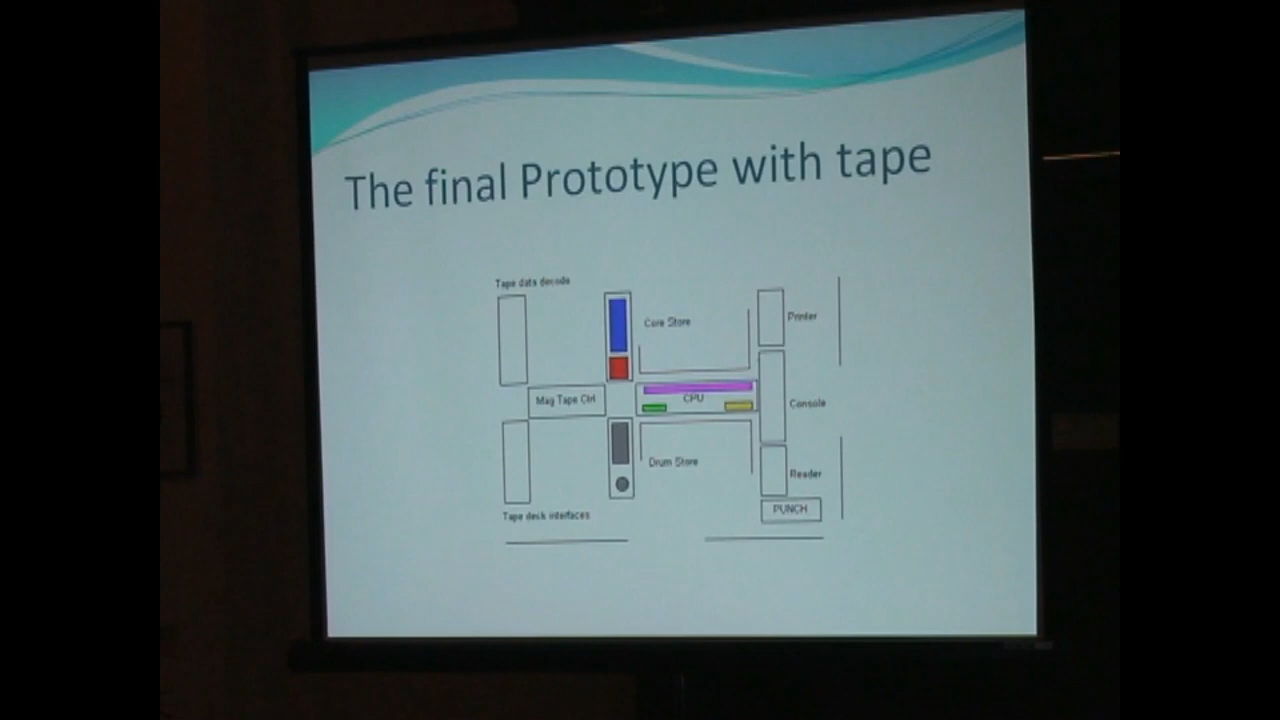 The final Prototype with tape
Tape data decode
Core Store
Printer
Mag Tape Ctrl
CPU
Console
Drum Store
Reader
Tape deck interfaces
PUNCH